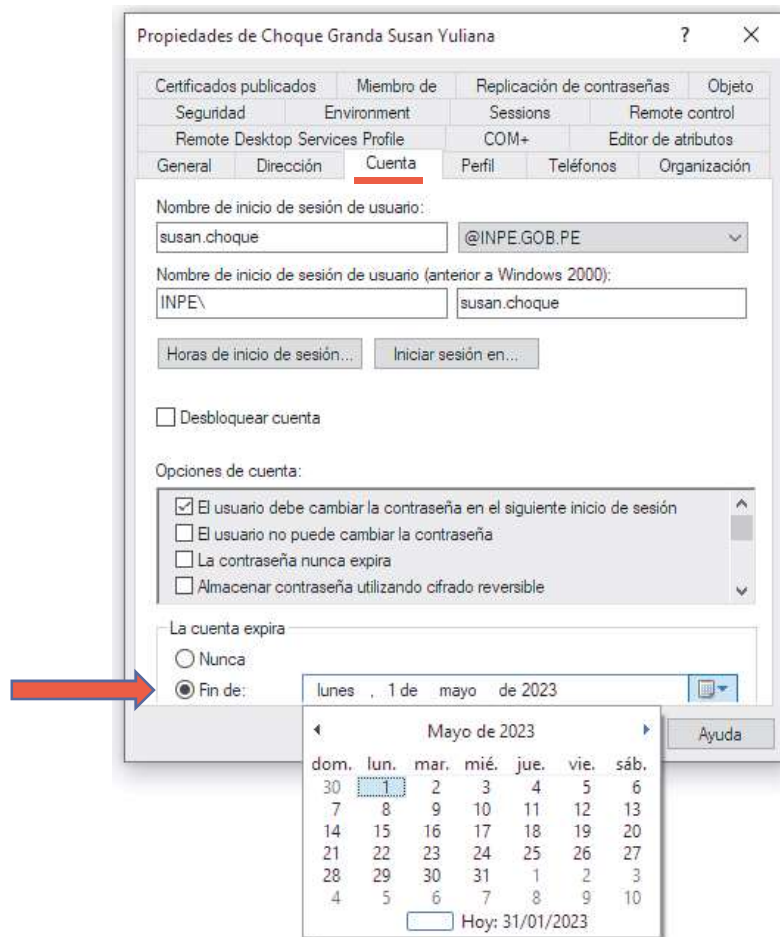 Propiedades de Choque Granda Susan Yuliana ? ×
Certificados publicados Miembro de Replicación de contraseñas Objeto
Seguridad Environment Sessions Remote control
Remote Desktop Services Profile COM+ Editor de atributos
General Dirección Cuenta Perfil Teléfonos Organización
Nombre de inicio de sesión de usuario:
susan.choque @INPE.GOB.PE
Nombre de inicio de sesión de usuario (anterior a Windows 2000):
INPE\ susan.choque
Horas de inicio de sesión... Iniciar sesión en...
Desbloquear cuenta
Opciones de cuenta:
El usuario debe cambiar la contraseña en el siguiente inicio de sesión
El usuario no puede cambiar la contraseña
La contraseña nunca expira
Almacenar contraseña utilizando cifrado reversible
La cuenta expira
Nunca
Fin de: lunes , 1 de mayo de 2023
Mayo de 2023 Ayuda
dom. lun. mar. mié. jue. vie. sáb.
30 1 2 3 4 5 6
7 8 9 10 11 12 13
14 15 16 17 18 19 20
21 22 23 24 25 26 27
28 29 30 31 1 2 3
4 5 6 7 8 9 10
Hoy: 31/01/2023